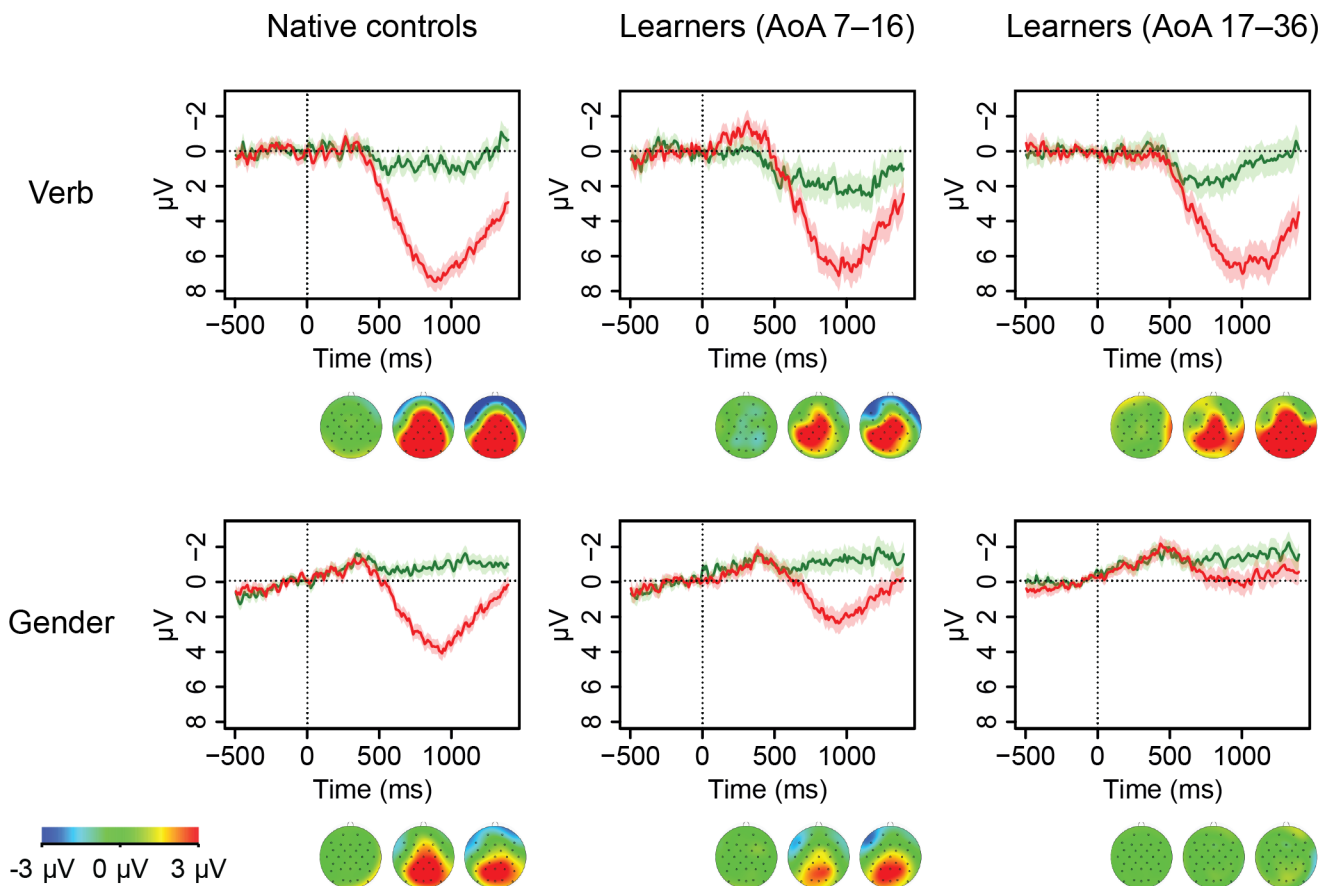 Native controls
Learners (AoA 7–16)
Learners (AoA 17–36)
Verb
−2
0
2
4
6
8
µV
−500 0 500 1000
Time (ms)
−2
0
2
4
6
8
µV
−500 0 500 1000
Time (ms)
−2
0
2
4
6
8
µV
−500 0 500 1000
Time (ms)
Gender
−2
0
2
4
6
8
µV
−500 0 500 1000
Time (ms)
−2
0
2
4
6
8
µV
−500 0 500 1000
Time (ms)
−2
0
2
4
6
8
µV
−500 0 500 1000
Time (ms)
-3 µV 0 µV 3 µV